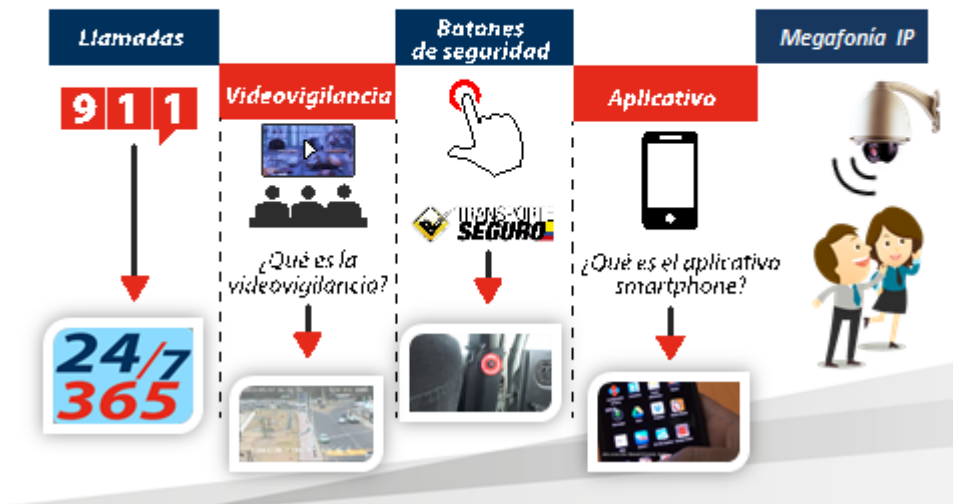 Llamadas
911
24/7
365
Videovigilancia
¿Qué es la
videovigilancia?
Botones
de seguridad
TRANSPORTE
SEGURO
Aplicativo
¿Qué es el aplicativo
smartphone?
Megafonía IP